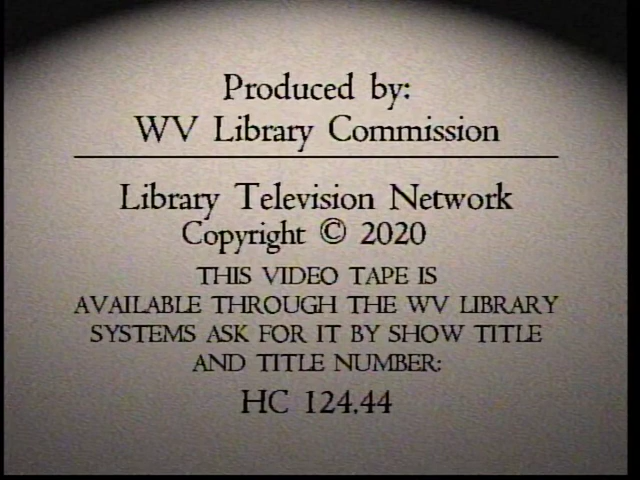 Produced by:
WV Library Commission
Library Television Network
Copyright © 2020
THIS VIDEO TAPE IS
AVAILABLE THROUGH THE WV LIBRARY
SYSTEMS ASK FOR IT BY SHOW TITLE
AND TITLE NUMBER:
HC 124.44